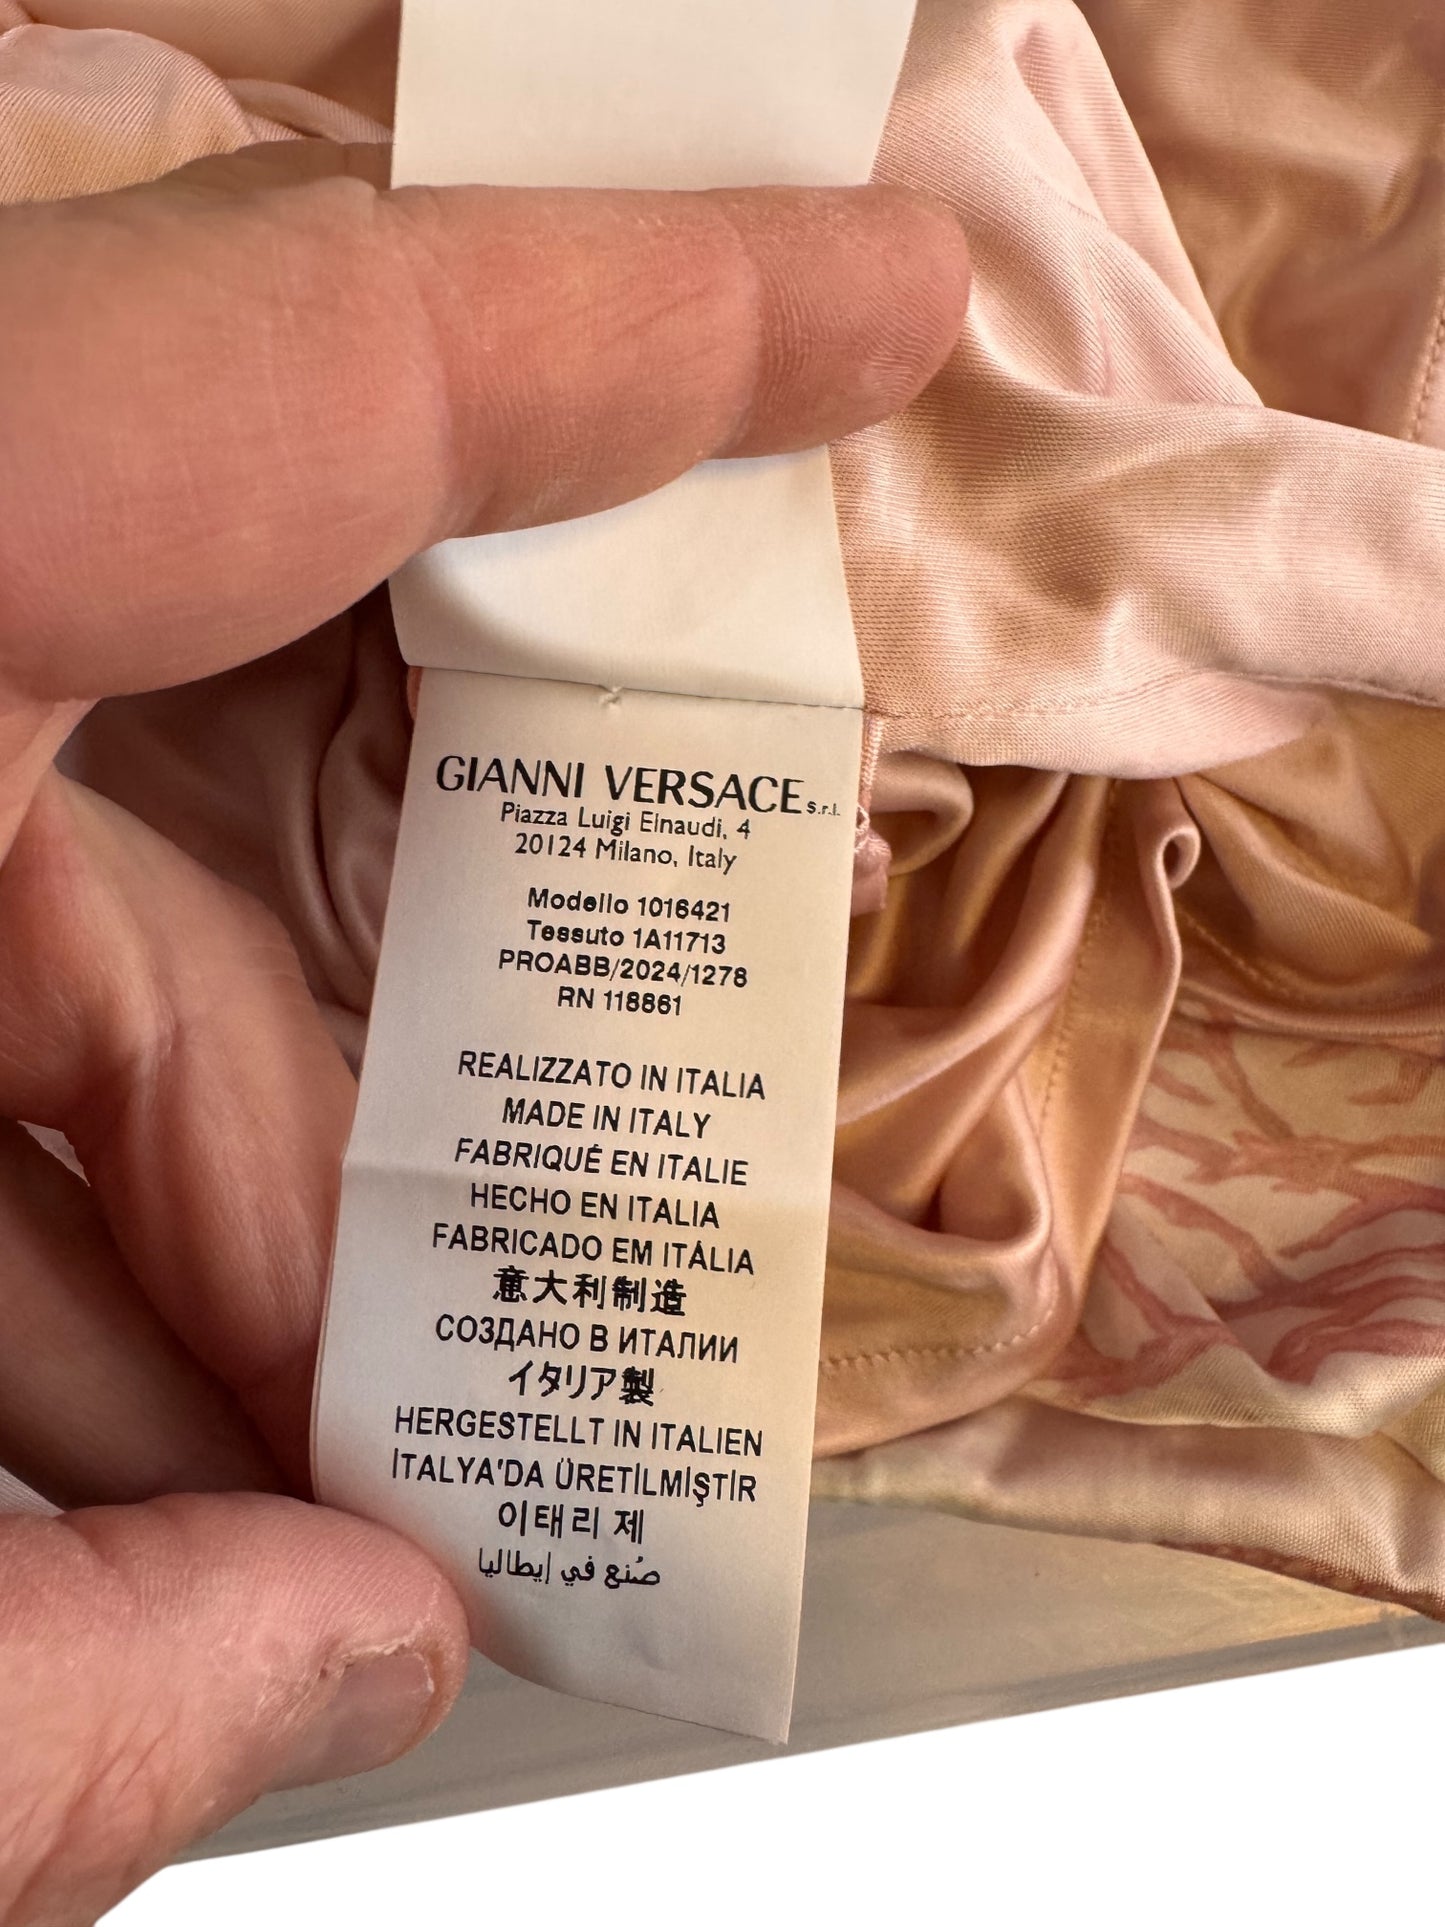 GIANNI VERSACE s.r.l.
Piazza Luigi Einaudi, 4
20124 Milano, Italy
Modello 1016421
Tessuto 1A11713
PROABB/2024/1278
RN 118861
REALIZZATO IN ITALIA
MADE IN ITALY
FABRIQUÉ EN ITALIE
HECHO EN ITALIA
FABRICADO EM ITÁLIA
意大利制造
СОЗДАНО В ИТАЛИИ
イタリア製
HERGESTELLT IN ITALIEN
İTALYA'DA ÜRETİLMİŞTİR
이태리 제
صُنع في إيطاليا